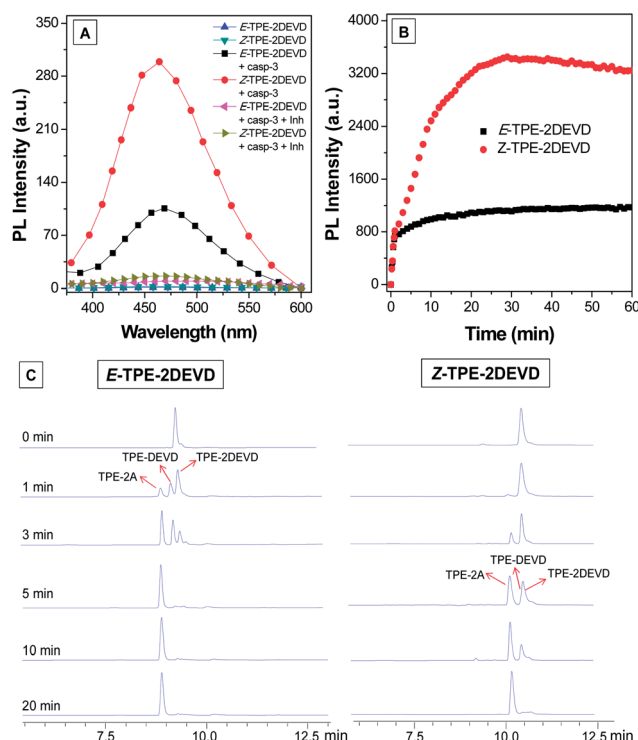 A
PL Intensity (a.u.)
350
280
210
140
70
0
400
450
500
550
600
Wavelength (nm)
E-TPE-2DEVD
Z-TPE-2DEVD
E-TPE-2DEVD
+ casp-3
Z-TPE-2DEVD
+ casp-3
E-TPE-2DEVD
+ casp-3 + Inh
Z-TPE-2DEVD
+ casp-3 + Inh
B
PL Intensity (a.u.)
4000
3200
2400
1600
800
0
0
10
20
30
40
50
60
Time (min)
E-TPE-2DEVD
Z-TPE-2DEVD
C
E-TPE-2DEVD
Z-TPE-2DEVD
0 min
TPE-DEVD
TPE-2DEVD
TPE-2A
1 min
3 min
TPE-DEVD
TPE-2A
TPE-2DEVD
5 min
10 min
20 min
7.5
10.0
12.5 min
7.5
10.0
12.5 min